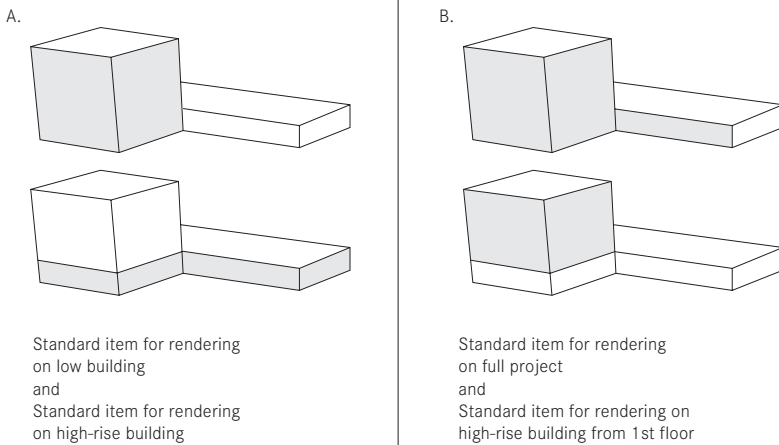 A.
Standard item for rendering
on low building
and
Standard item for rendering
on high-rise building
B.
Standard item for rendering
on full project
and
Standard item for rendering on
high-rise building from 1st floor